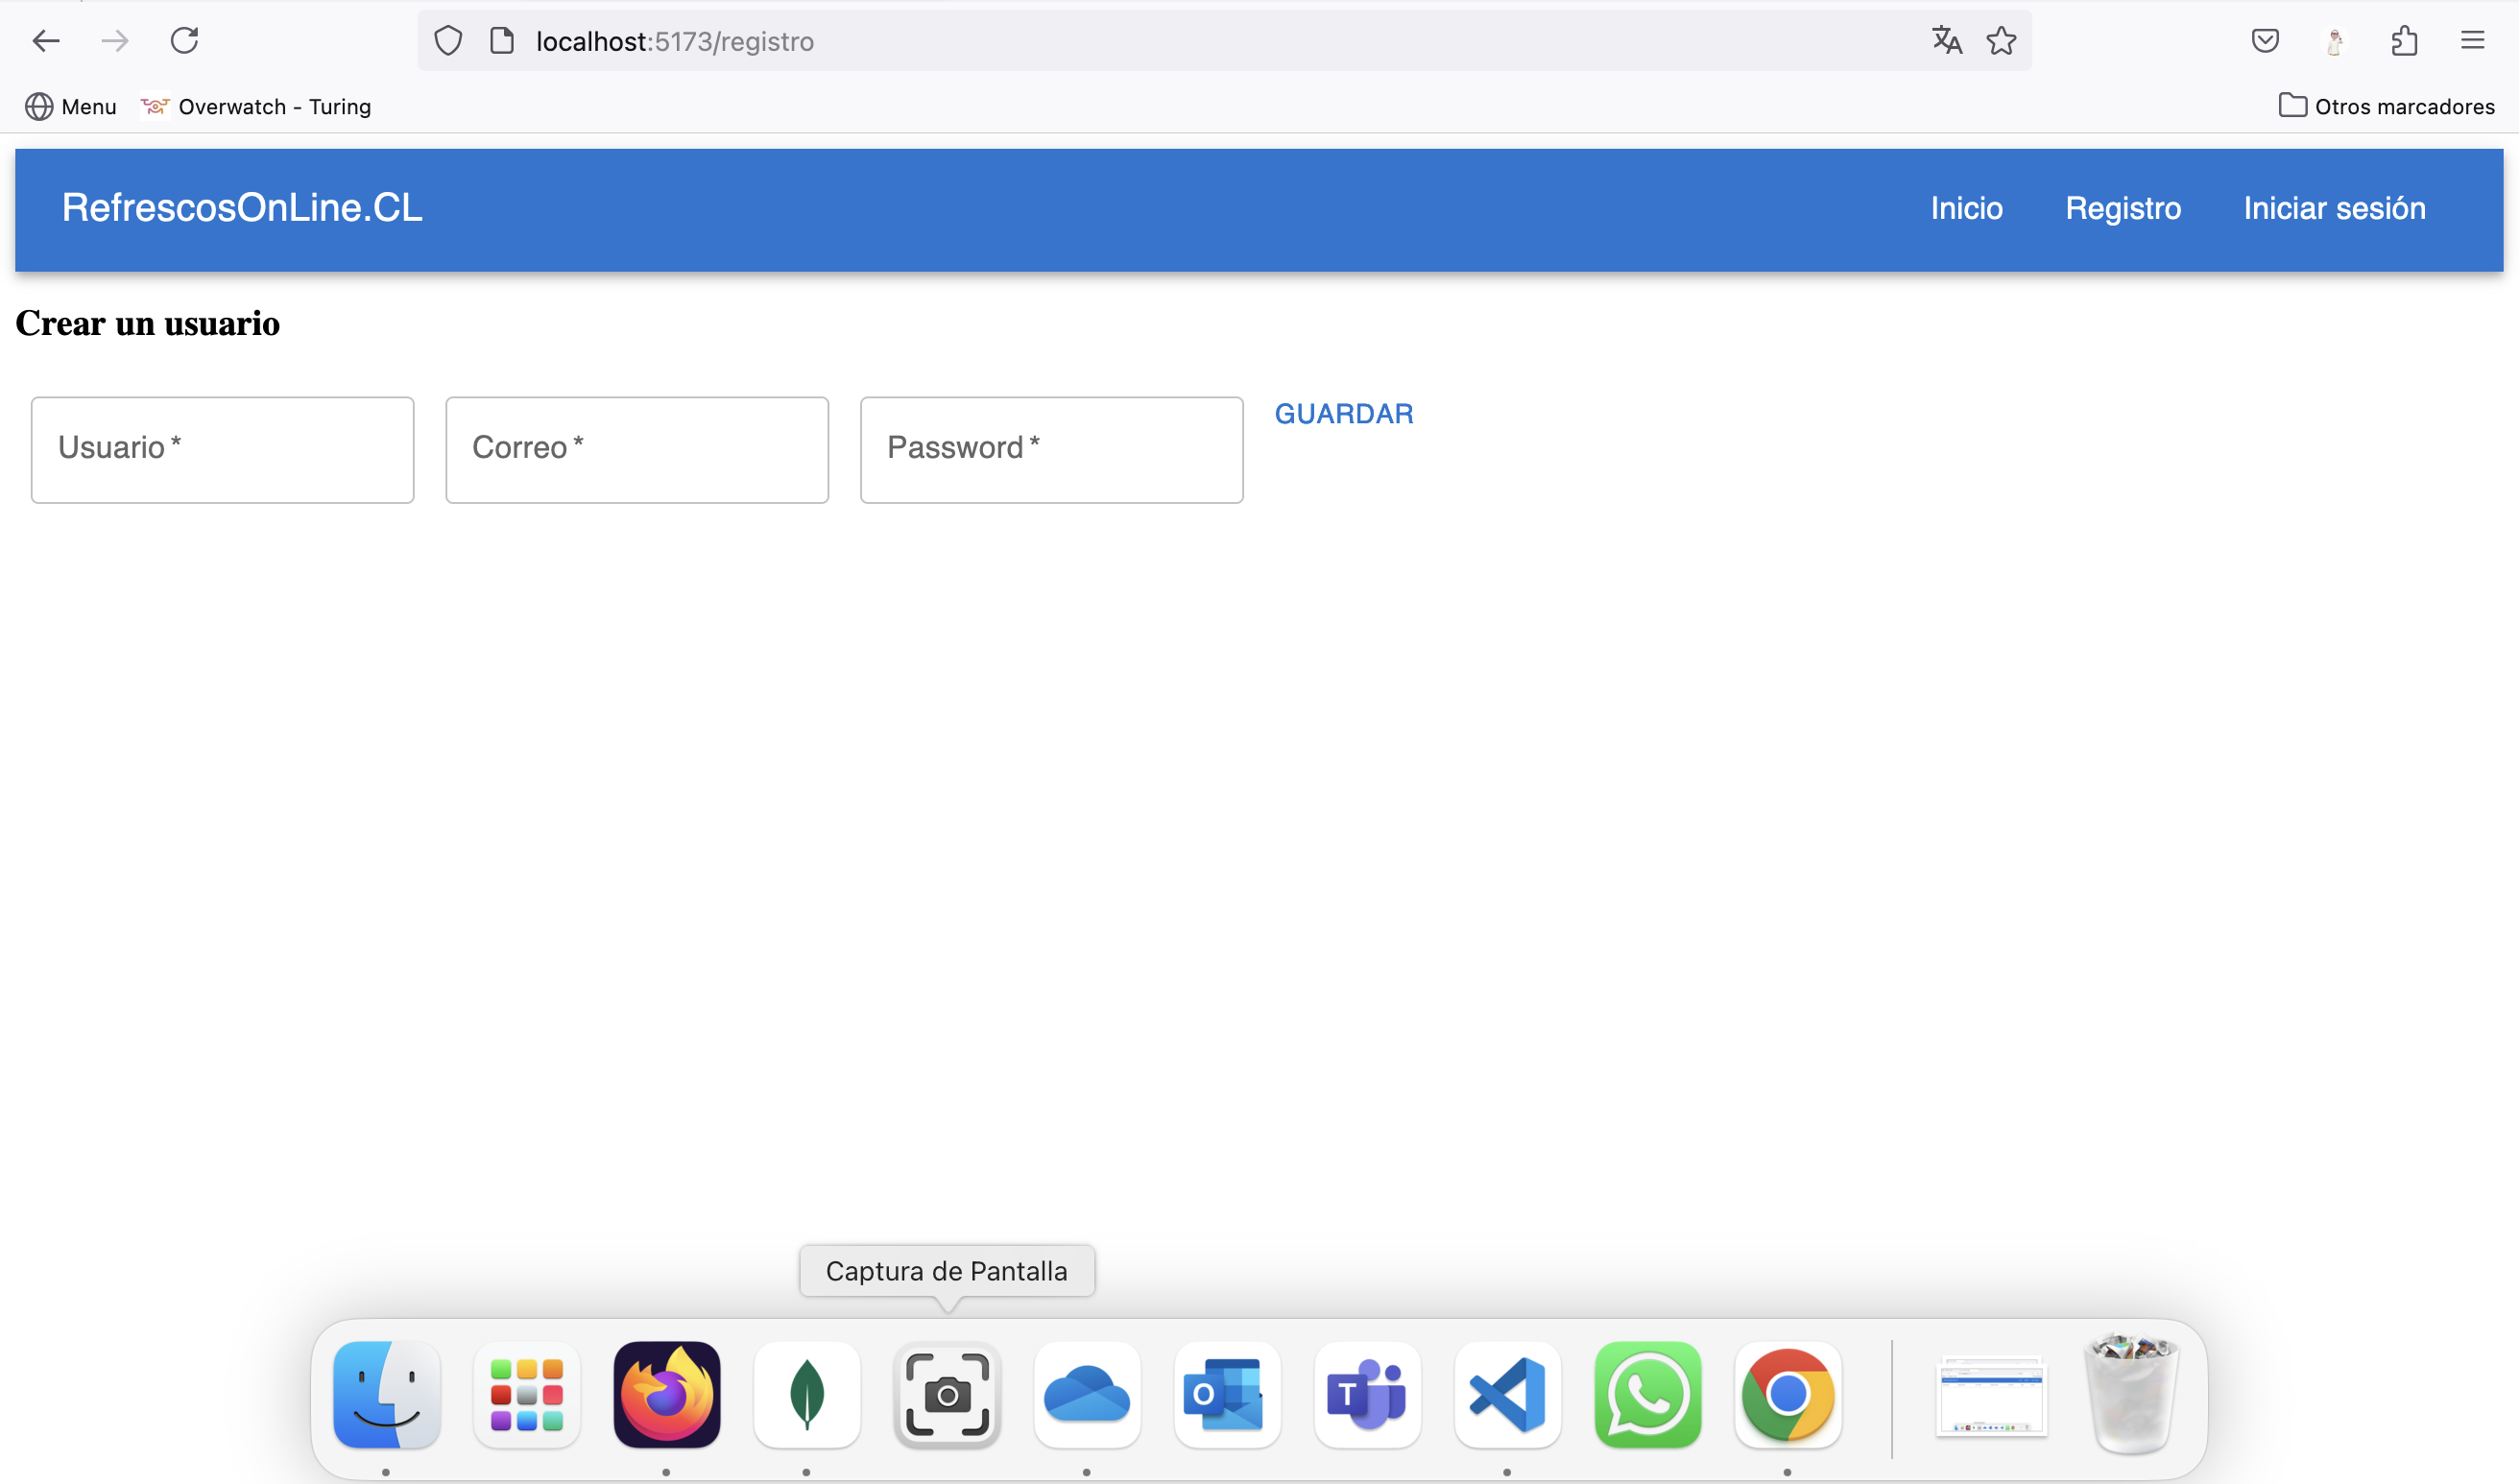 localhost:5173/registro
Menu
Overwatch - Turing
Otros marcadores
RefrescosOnLine.CL
Inicio
Registro
Iniciar sesión
Crear un usuario
Usuario *
Correo *
Password *
GUARDAR
Captura de Pantalla
O
T